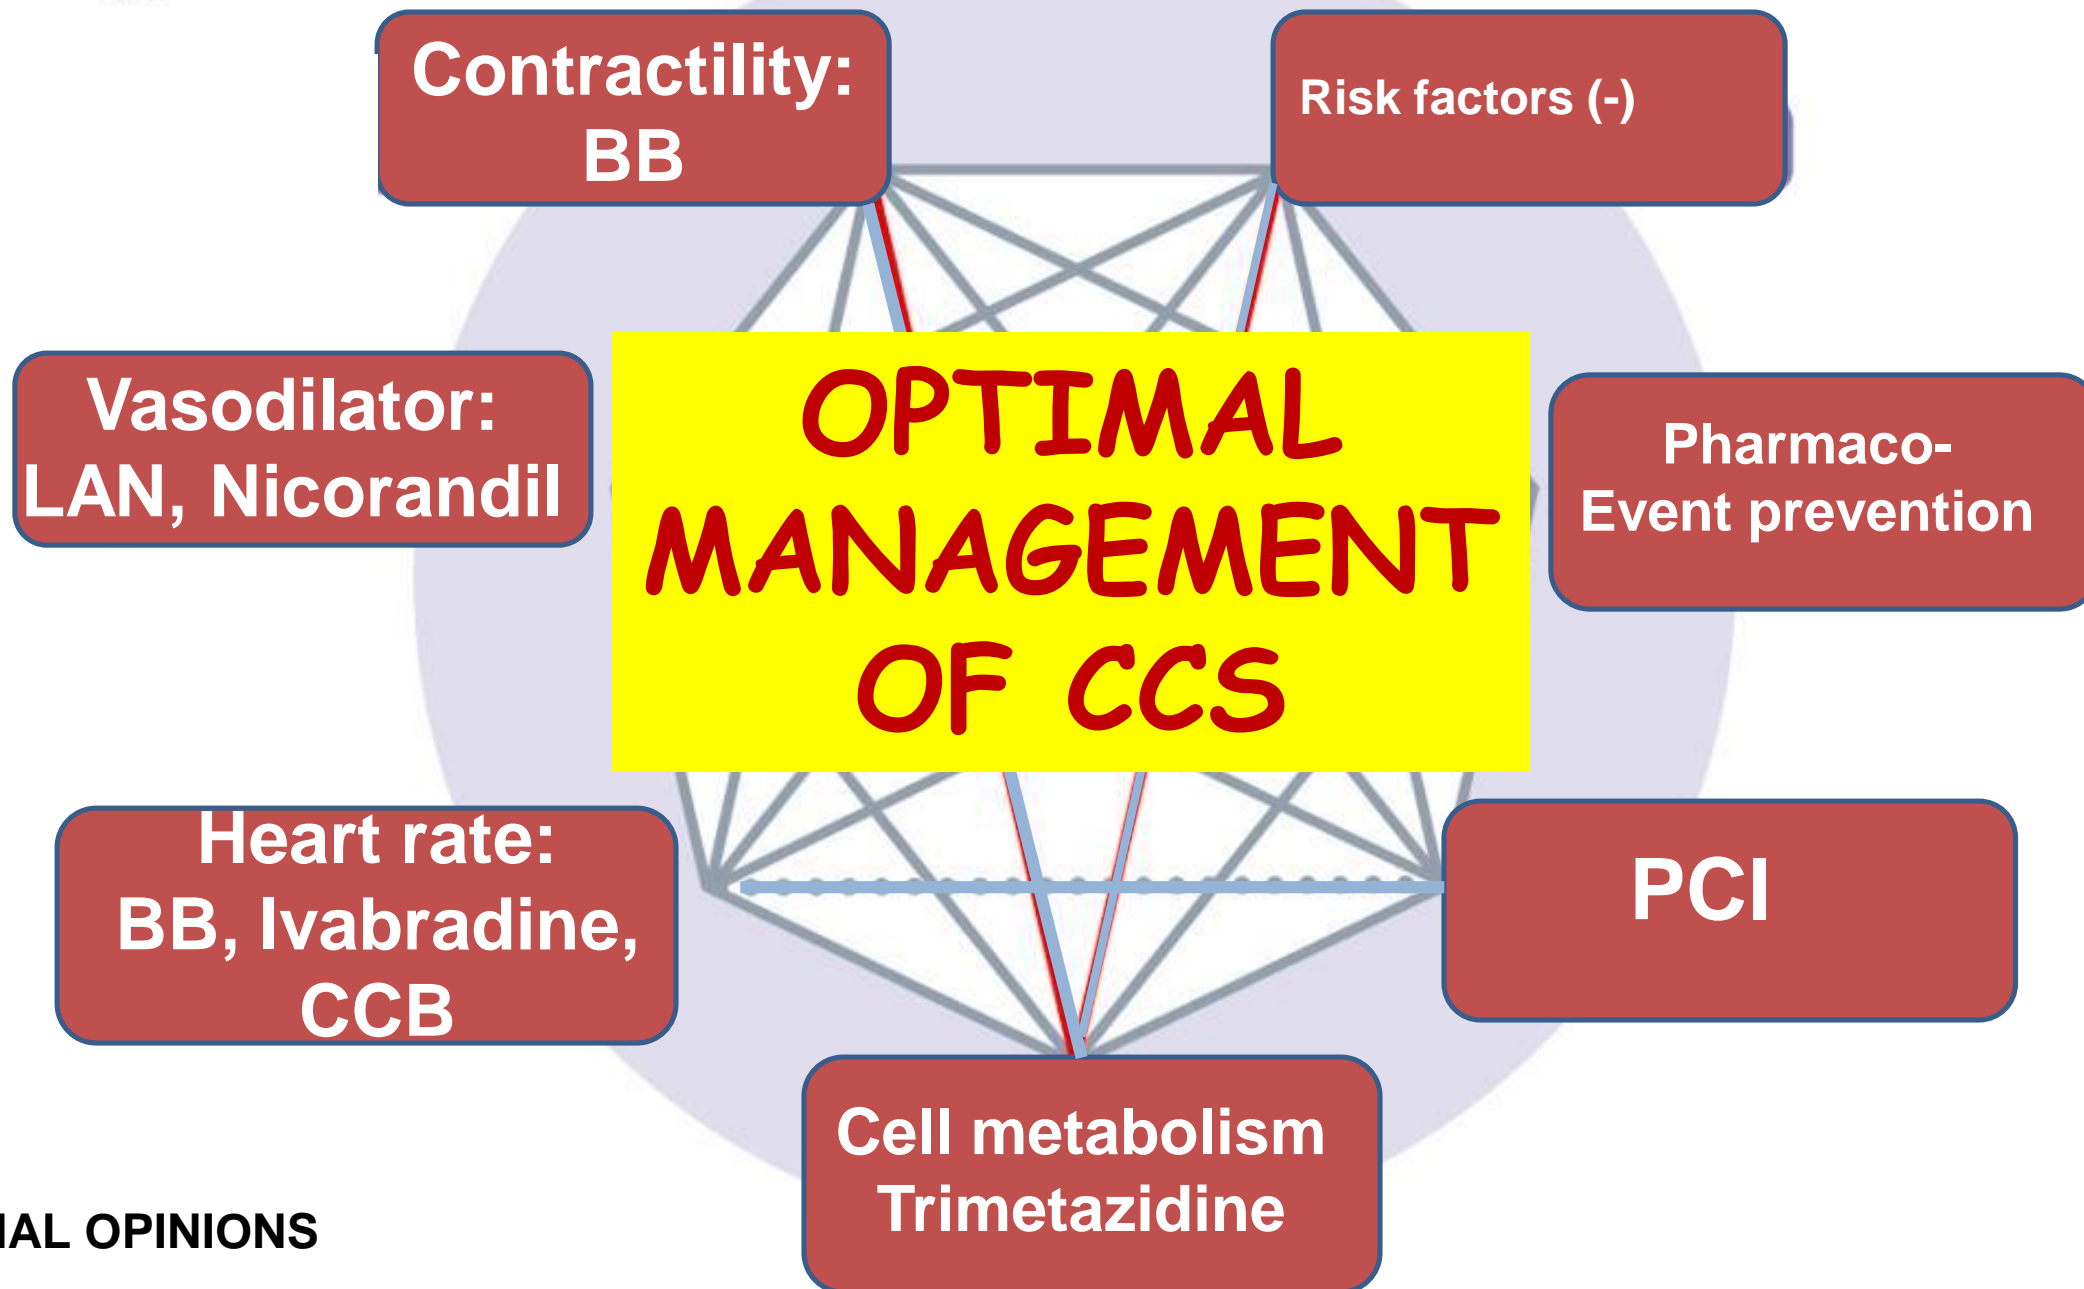 Contractility:
BB
Risk factors (-)
Vasodilator:
LAN, Nicorandil
OPTIMAL
MANAGEMENT
OF CCS
Pharmaco-
Event prevention
Heart rate:
BB, Ivabradine,
CCB
PCI
Cell metabolism
Trimetazidine
OPINIONS